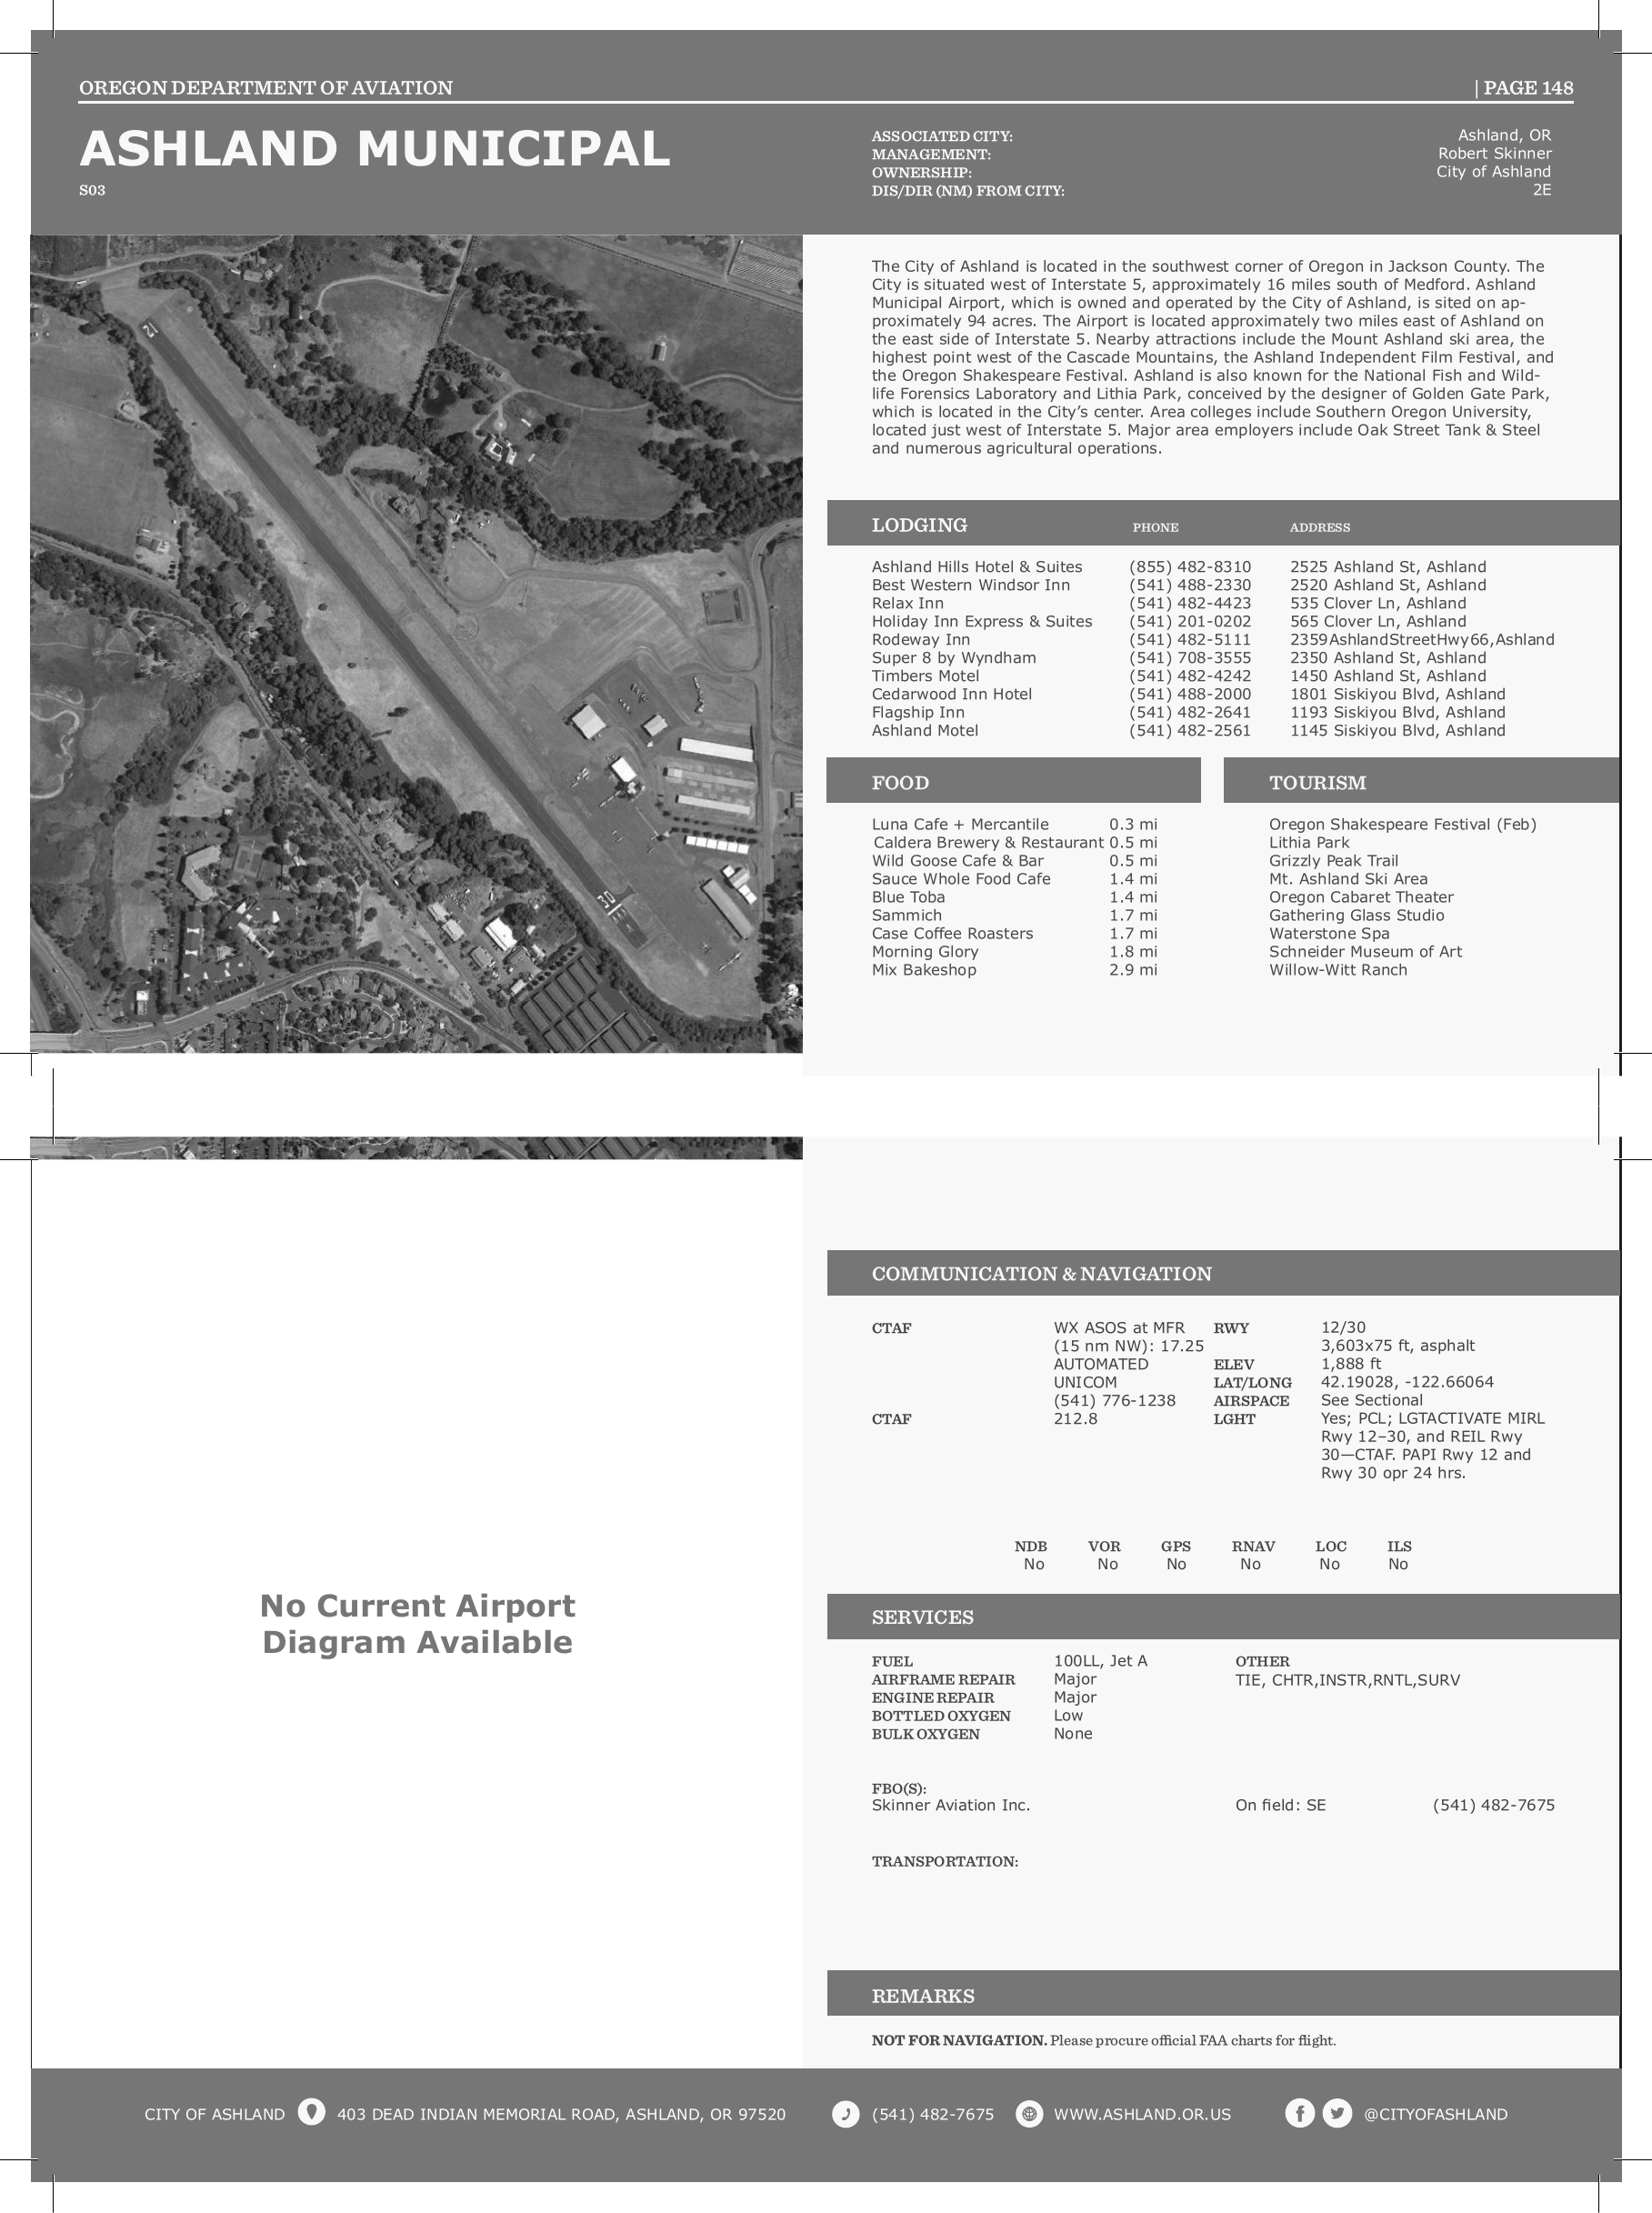 OREGON DEPARTMENT OF AVIATION
| PAGE 148
ASHLAND MUNICIPAL
S03
ASSOCIATED CITY: Ashland, OR
MANAGEMENT: Robert Skinner
OWNERSHIP: City of Ashland
DIS/DIR (NM) FROM CITY: 2E
12
30
The City of Ashland is located in the southwest corner of Oregon in Jackson County. The
City is situated west of Interstate 5, approximately 16 miles south of Medford. Ashland
Municipal Airport, which is owned and operated by the City of Ashland, is sited on ap-
proximately 94 acres. The Airport is located approximately two miles east of Ashland on
the east side of Interstate 5. Nearby attractions include the Mount Ashland ski area, the
highest point west of the Cascade Mountains, the Ashland Independent Film Festival, and
the Oregon Shakespeare Festival. Ashland is also known for the National Fish and Wild-
life Forensics Laboratory and Lithia Park, conceived by the designer of Golden Gate Park,
which is located in the City’s center. Area colleges include Southern Oregon University,
located just west of Interstate 5. Major area employers include Oak Street Tank & Steel
and numerous agricultural operations.
LODGING PHONE ADDRESS
Ashland Hills Hotel & Suites (855) 482-8310 2525 Ashland St, Ashland
Best Western Windsor Inn (541) 488-2330 2520 Ashland St, Ashland
Relax Inn (541) 482-4423 535 Clover Ln, Ashland
Holiday Inn Express & Suites (541) 201-0202 565 Clover Ln, Ashland
Rodeway Inn (541) 482-5111 2359AshlandStreetHwy66,Ashland
Super 8 by Wyndham (541) 708-3555 2350 Ashland St, Ashland
Timbers Motel (541) 482-4242 1450 Ashland St, Ashland
Cedarwood Inn Hotel (541) 488-2000 1801 Siskiyou Blvd, Ashland
Flagship Inn (541) 482-2641 1193 Siskiyou Blvd, Ashland
Ashland Motel (541) 482-2561 1145 Siskiyou Blvd, Ashland
FOOD
Luna Cafe + Mercantile 0.3 mi
Caldera Brewery & Restaurant 0.5 mi
Wild Goose Cafe & Bar 0.5 mi
Sauce Whole Food Cafe 1.4 mi
Blue Toba 1.4 mi
Sammich 1.7 mi
Case Coffee Roasters 1.7 mi
Morning Glory 1.8 mi
Mix Bakeshop 2.9 mi
TOURISM
Oregon Shakespeare Festival (Feb)
Lithia Park
Grizzly Peak Trail
Mt. Ashland Ski Area
Oregon Cabaret Theater
Gathering Glass Studio
Waterstone Spa
Schneider Museum of Art
Willow-Witt Ranch
No Current Airport
Diagram Available
COMMUNICATION & NAVIGATION
CTAF WX ASOS at MFR
(15 nm NW): 17.25
AUTOMATED
UNICOM
(541) 776-1238
CTAF 212.8
RWY 12/30
3,603x75 ft, asphalt
ELEV 1,888 ft
LAT/LONG 42.19028, -122.66064
AIRSPACE See Sectional
LGHT Yes; PCL; LGTACTIVATE MIRL
Rwy 12–30, and REIL Rwy
30—CTAF. PAPI Rwy 12 and
Rwy 30 opr 24 hrs.
NDB VOR GPS RNAV LOC ILS
No No No No No No
SERVICES
FUEL 100LL, Jet A
AIRFRAME REPAIR Major
ENGINE REPAIR Major
BOTTLED OXYGEN Low
BULK OXYGEN None
OTHER
TIE, CHTR,INSTR,RNTL,SURV
FBO(S):
Skinner Aviation Inc. On field: SE (541) 482-7675
TRANSPORTATION:
REMARKS
NOT FOR NAVIGATION. Please procure official FAA charts for flight.
CITY OF ASHLAND 403 DEAD INDIAN MEMORIAL ROAD, ASHLAND, OR 97520 (541) 482-7675 WWW.ASHLAND.OR.US @CITYOFASHLAND